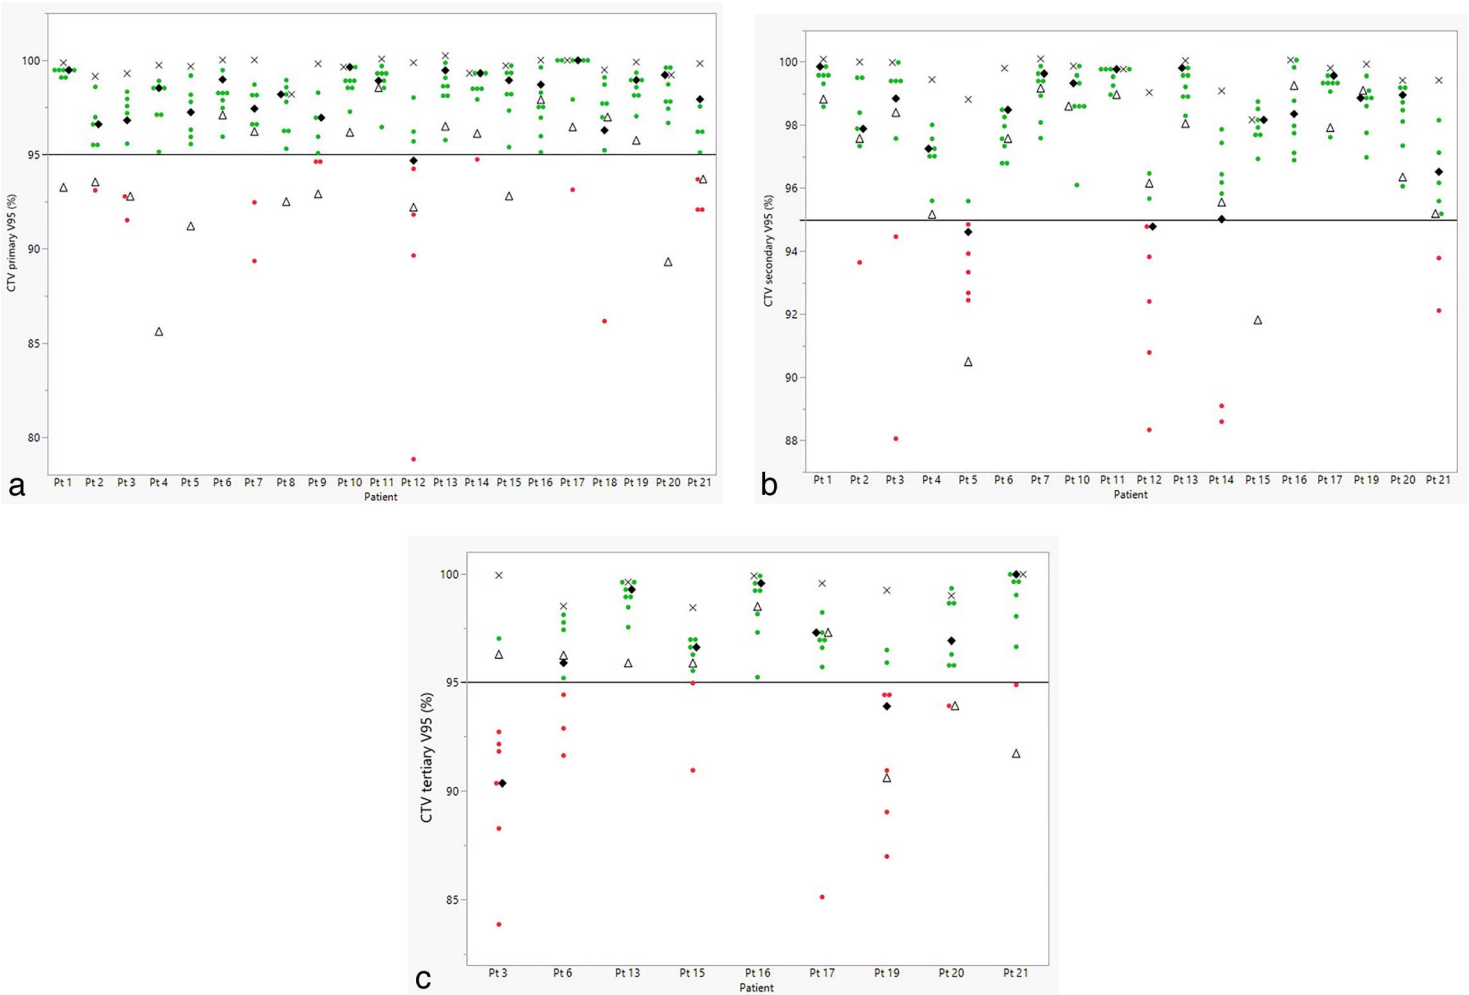 CTV primary V95 (%)
100
95
90
85
80
Pt 1 Pt 2 Pt 3 Pt 4 Pt 5 Pt 6 Pt 7 Pt 8 Pt 9 Pt 10 Pt 11 Pt 12 Pt 13 Pt 14 Pt 15 Pt 16 Pt 17 Pt 18 Pt 19 Pt 20 Pt 21
Patient
a
CTV secondary V95 (%)
100
98
96
94
92
90
88
Pt 1 Pt 2 Pt 3 Pt 4 Pt 5 Pt 6 Pt 7 Pt 10 Pt 11 Pt 12 Pt 13 Pt 14 Pt 15 Pt 16 Pt 17 Pt 19 Pt 20 Pt 21
Patient
b
CTV tertiary V95 (%)
100
95
90
85
Pt 3 Pt 6 Pt 13 Pt 15 Pt 16 Pt 17 Pt 19 Pt 20 Pt 21
Patient
c